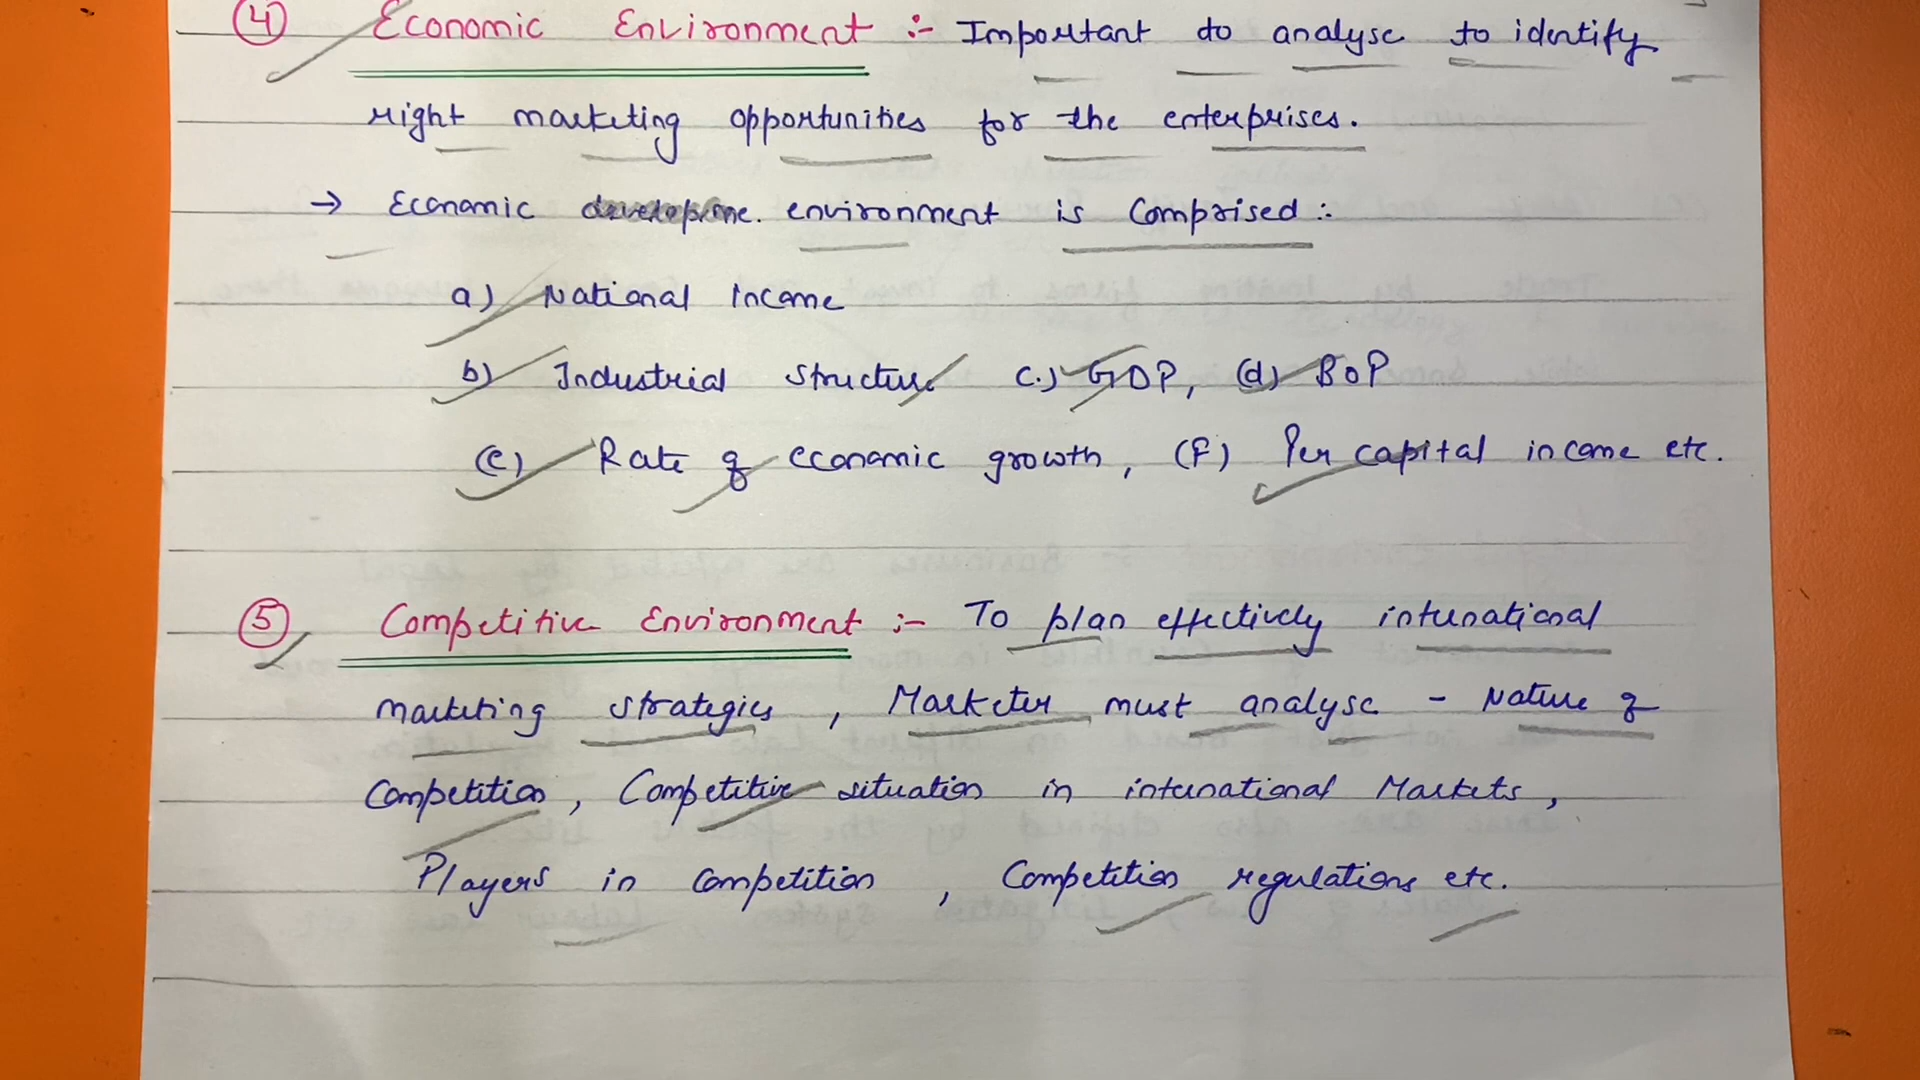 ④ Economic Environment :- Important to analyse to identify
right marketing opportunities for the enterprises.
→ Economic environment is Comprised :-
a) National Income
b) Industrial Structure c.) GDP, (d) BoP
(e) Rate of economic growth, (F) Per capital income etc.
⑤ Competitive Environment :- To plan effectively international
marketing strategies, Marketer must analyse - Nature of
Competition, Competitive situation in international Markets,
Players in Competition, Competition regulations etc.